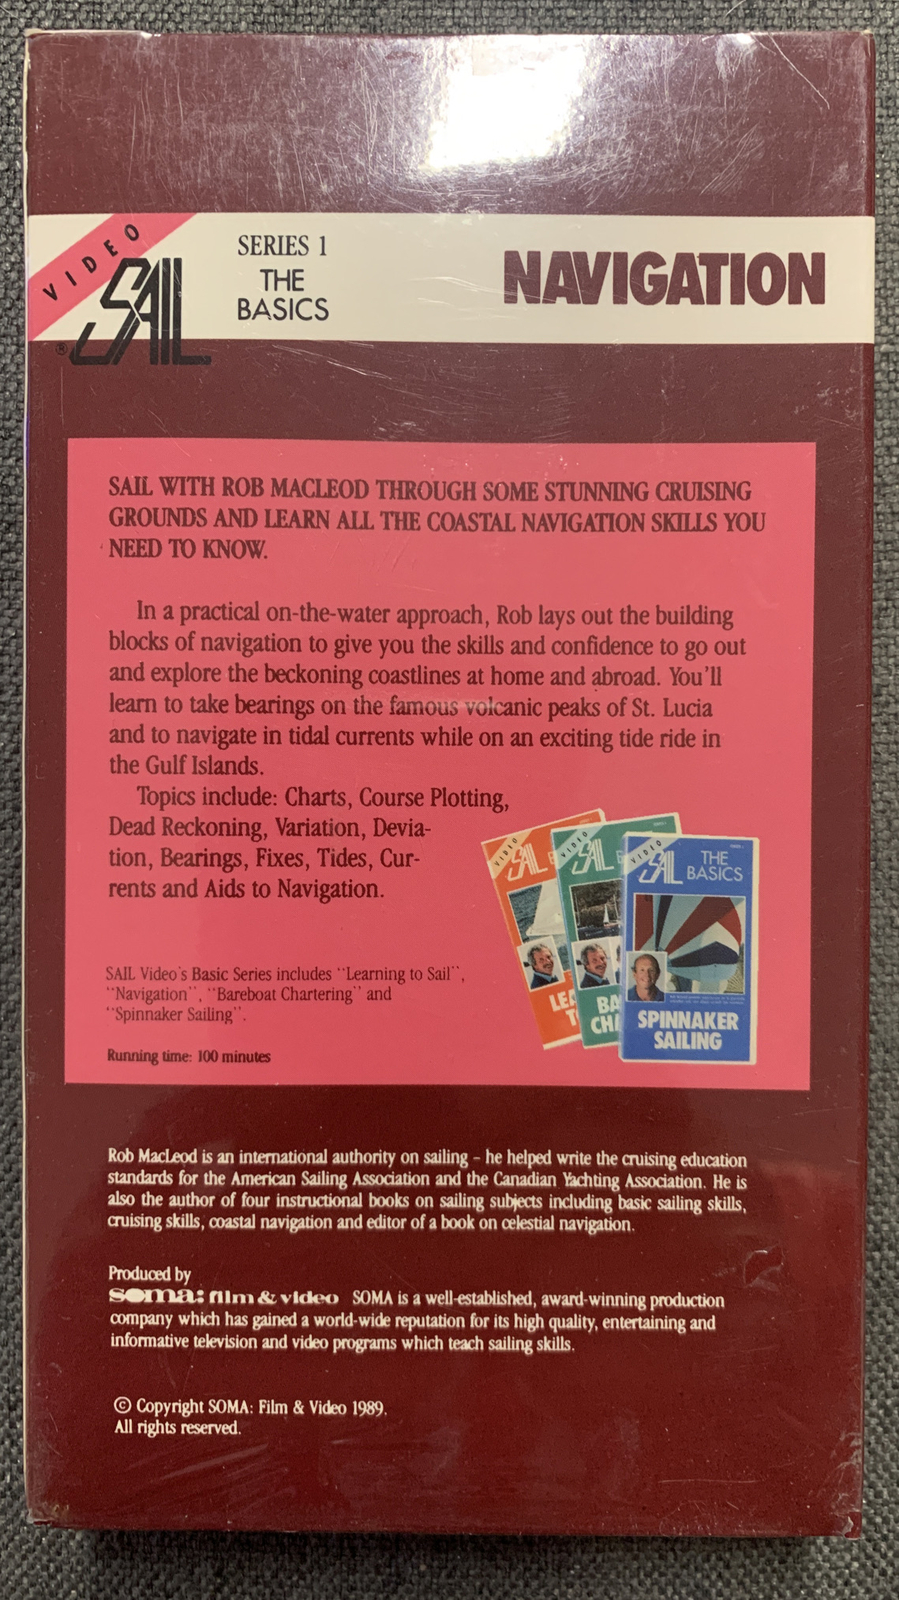 VIDEO
SAIL
®
SERIES 1
THE
BASICS
NAVIGATION
SAIL WITH ROB MACLEOD THROUGH SOME STUNNING CRUISING
GROUNDS AND LEARN ALL THE COASTAL NAVIGATION SKILLS YOU
NEED TO KNOW.
In a practical on-the-water approach, Rob lays out the building
blocks of navigation to give you the skills and confidence to go out
and explore the beckoning coastlines at home and abroad. You'll
learn to take bearings on the famous volcanic peaks of St. Lucia
and to navigate in tidal currents while on an exciting tide ride in
the Gulf Islands.
Topics include: Charts, Course Plotting,
Dead Reckoning, Variation, Devia-
tion, Bearings, Fixes, Tides, Cur-
rents and Aids to Navigation.
SAIL Video's Basic Series includes "Learning to Sail",
"Navigation", "Bareboat Chartering" and
"Spinnaker Sailing".
Running time: 100 minutes
VIDEO
SAIL
LEA
T
VIDEO
SAIL
BA
CH
VIDEO
SAIL
THE
BASICS
SPINNAKER
SAILING
Rob MacLeod is an international authority on sailing – he helped write the cruising education
standards for the American Sailing Association and the Canadian Yachting Association. He is
also the author of four instructional books on sailing subjects including basic sailing skills,
cruising skills, coastal navigation and editor of a book on celestial navigation.
Produced by
soma: film & video SOMA is a well-established, award-winning production
company which has gained a world-wide reputation for its high quality, entertaining and
informative television and video programs which teach sailing skills.
© Copyright SOMA: Film & Video 1989.
All rights reserved.